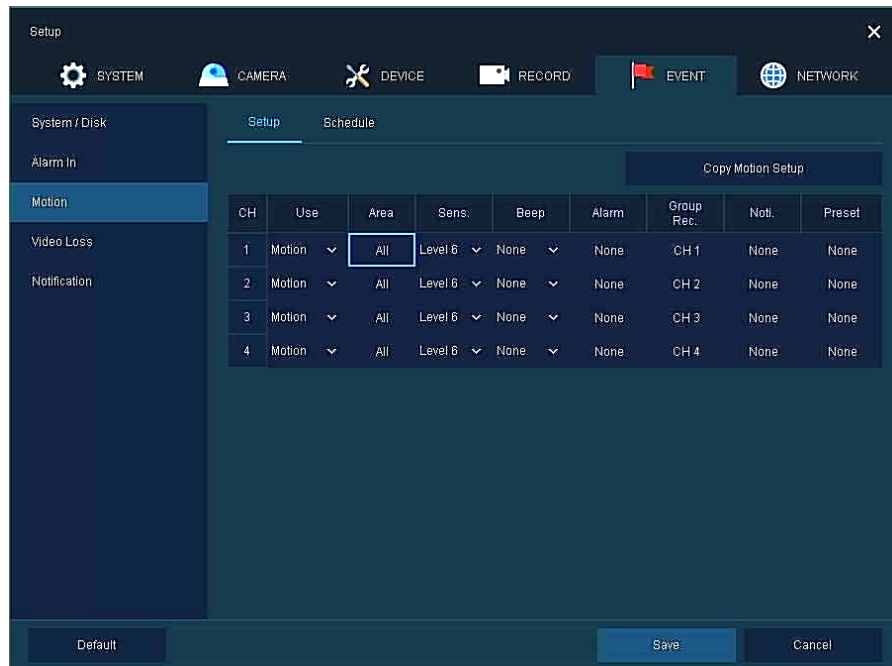 Setup
SYSTEM CAMERA DEVICE RECORD EVENT NETWORK
System / Disk
Alarm In
Motion
Video Loss
Notification
Setup Schedule
Copy Motion Setup
CH Use Area Sens. Beep Alarm Group Rec. Noti. Preset
1 Motion All Level 6 None None CH 1 None None
2 Motion All Level 6 None None CH 2 None None
3 Motion All Level 6 None None CH 3 None None
4 Motion All Level 6 None None CH 4 None None
Default Save Cancel